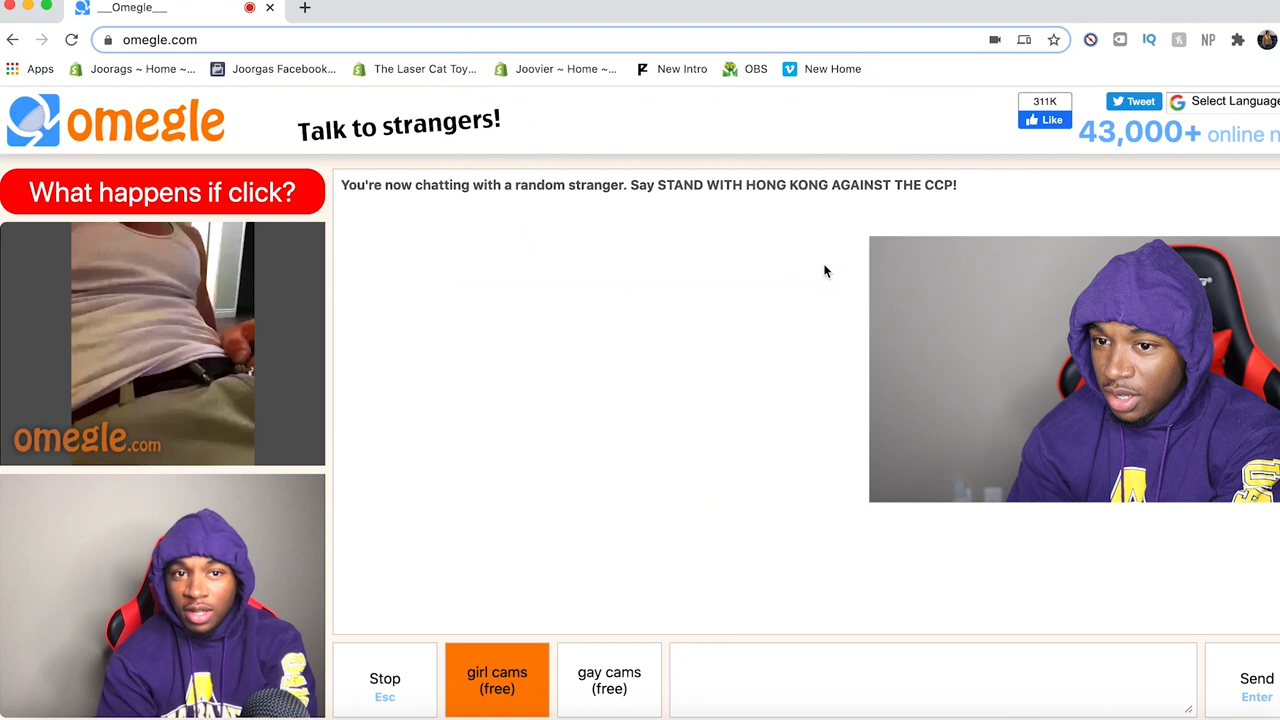 ___Omegle___
omegle.com
IQ
NP
Apps
Joorags ~ Home ~...
Joorgas Facebook...
The Laser Cat Toy...
Joovier ~ Home ~...
New Intro
OBS
New Home
omegle
Talk to strangers!
311K
Like
Tweet
Select Language
43,000+ online n
What happens if click?
You're now chatting with a random stranger. Say STAND WITH HONG KONG AGAINST THE CCP!
omegle.com
Stop
Esc
girl cams
(free)
gay cams
(free)
Send
Enter